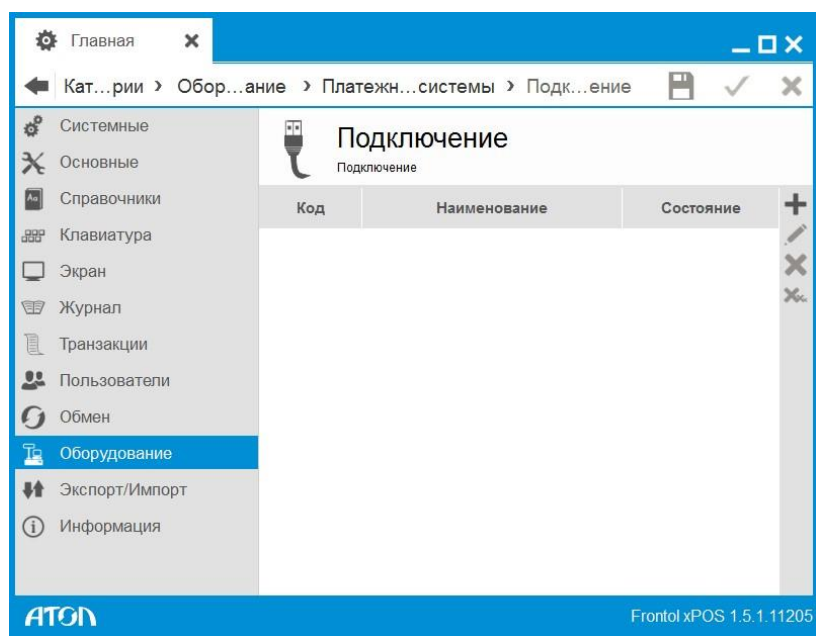 Главная
Кат...рии › Обор...ание › Платежн...системы › Подк...ение
Системные
Основные
Справочники
Клавиатура
Экран
Журнал
Транзакции
Пользователи
Обмен
Оборудование
Экспорт/Импорт
Информация
Подключение
Подключение
Код Наименование Состояние
ATOL
Frontol xPOS 1.5.1.11205